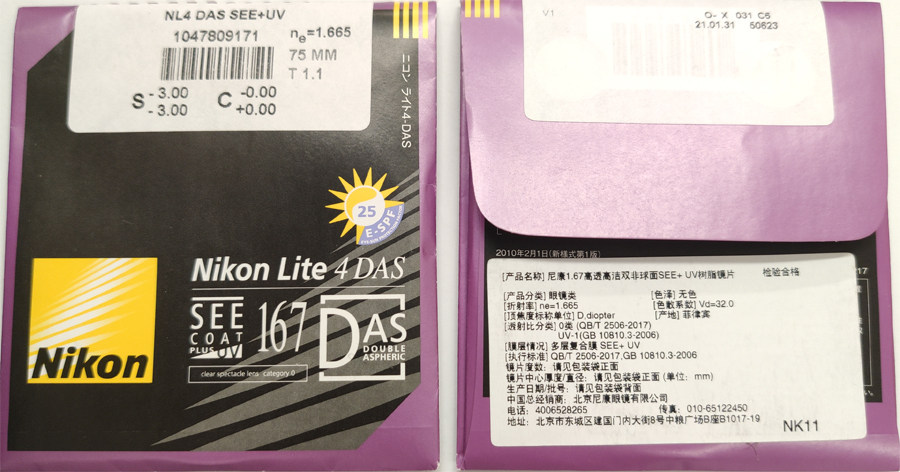 NL4 DAS SEE+UV
1047809171
ne=1.665
75 MM
T 1.1
S -3.00 C -0.00
-3.00 +0.00
ニコン ライト4-DAS
25
E-SPF
Nikon Lite 4 DAS
SEE
COAT
PLUS UV
167
DAS
DOUBLE
ASPHERIC
clear spectacle lens category 0
Nikon
V1
O- X 031 C6
21.01.31 50623
2010年2月1日(新様式第1版)
[产品名称] 尼康1.67高透高洁双非球面SEE+ UV树脂镜片 检验合格
[产品分类] 眼镜类 [色泽] 无色
[折射率] ne=1.665 [色散系数] Vd=32.0
[顶焦度标称单位] D,diopter [产地] 菲律宾
[透射比分类] 0类 (QB/T 2506-2017)
UV-1(GB 10810.3-2006)
[膜层情况] 多层复合膜 SEE+ UV
[执行标准] QB/T 2506-2017,GB 10810.3-2006
镜片度数: 请见包装袋正面
镜片中心厚度/直径: 请见包装袋正面 (单位: mm)
生产日期/批号: 请见包装袋背面
中国总经销商: 北京尼康眼镜有限公司
电话: 4006528265 传真: 010-65122450
地址: 北京市东城区建国门内大街8号中粮广场B座B1017-19
NK11